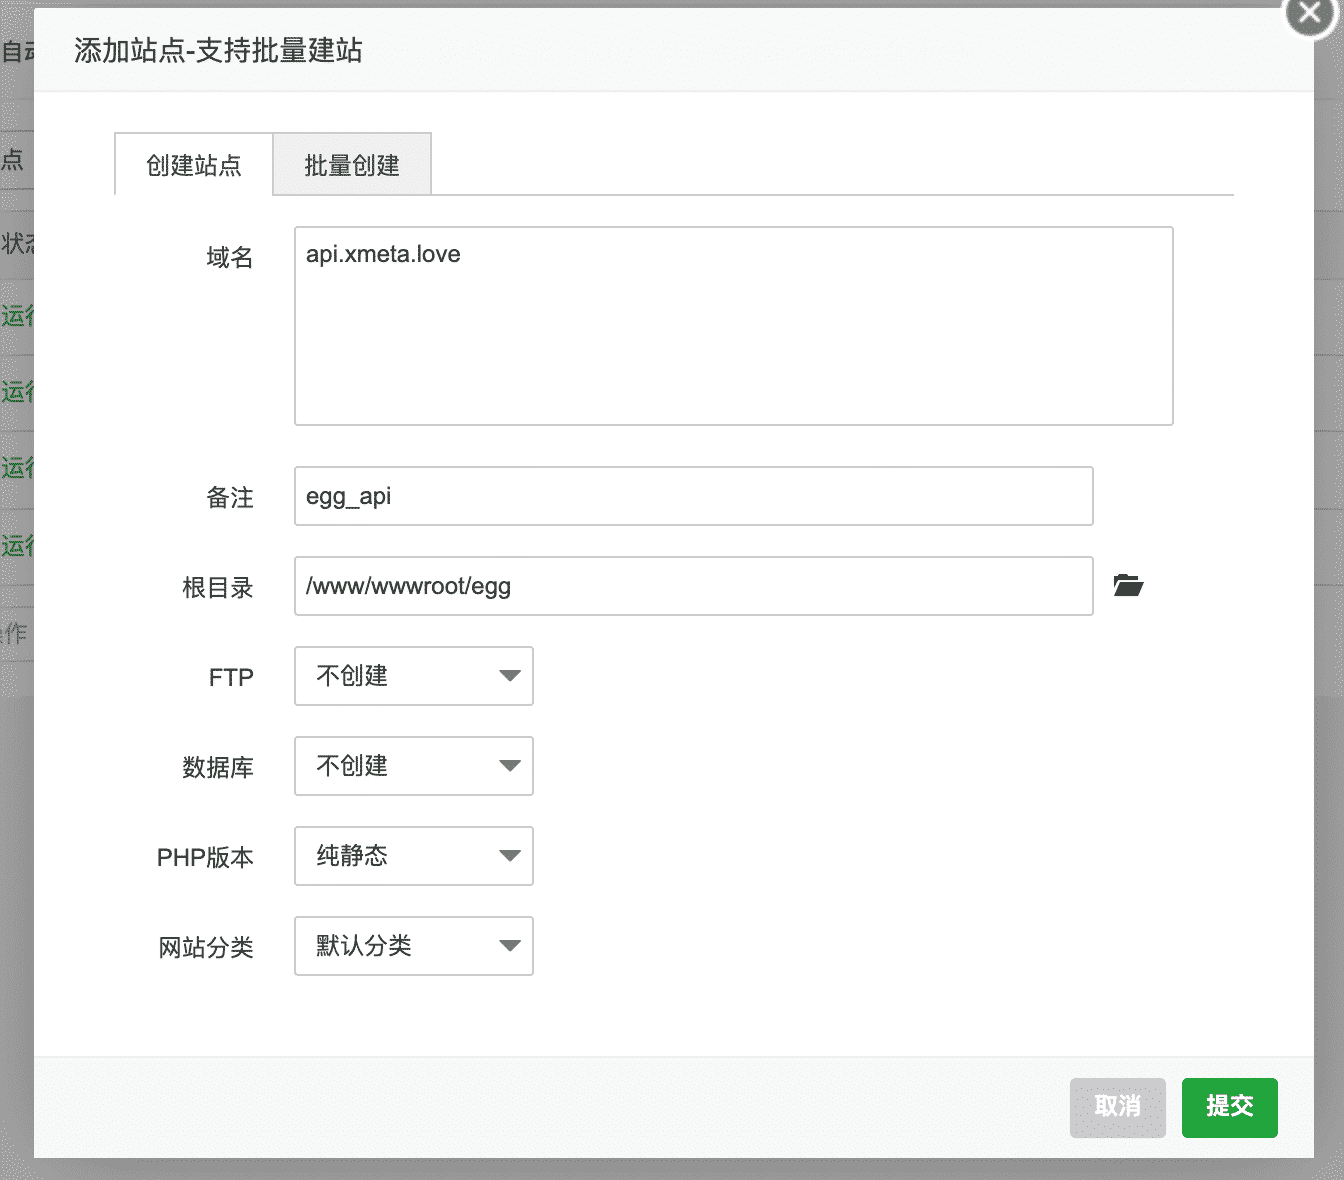 添加站点-支持批量建站
创建站点
批量创建
域名
api.xmeta.love
备注
egg_api
根目录
/www/wwwroot/egg
FTP
不创建
数据库
不创建
PHP版本
纯静态
网站分类
默认分类
取消
提交
自动
点
状态
运行
运行
运行
运行
操作